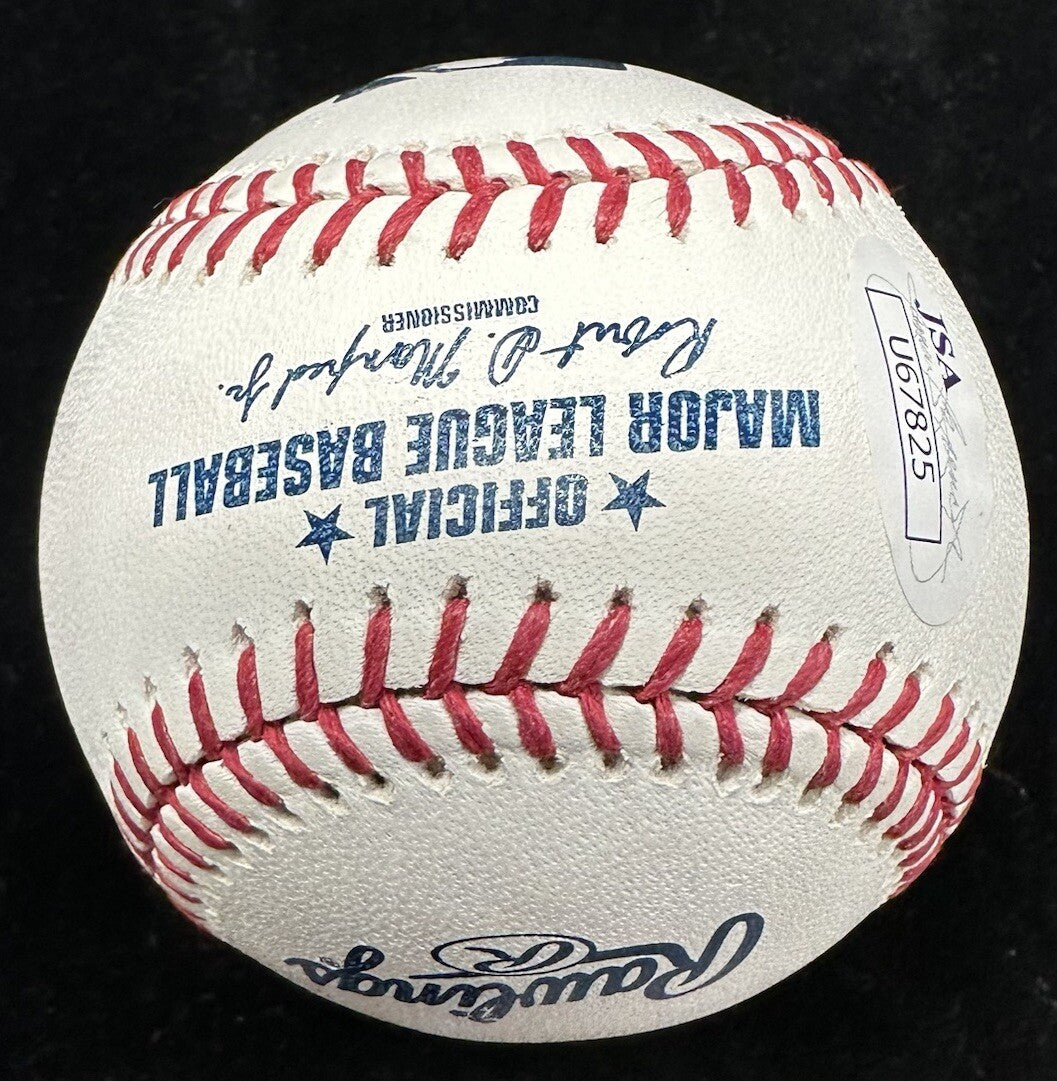 Rawlings
R
OFFICIAL
MAJOR LEAGUE BASEBALL
Robert D. Manfred Jr.
COMMISSIONER
JSA
U67825